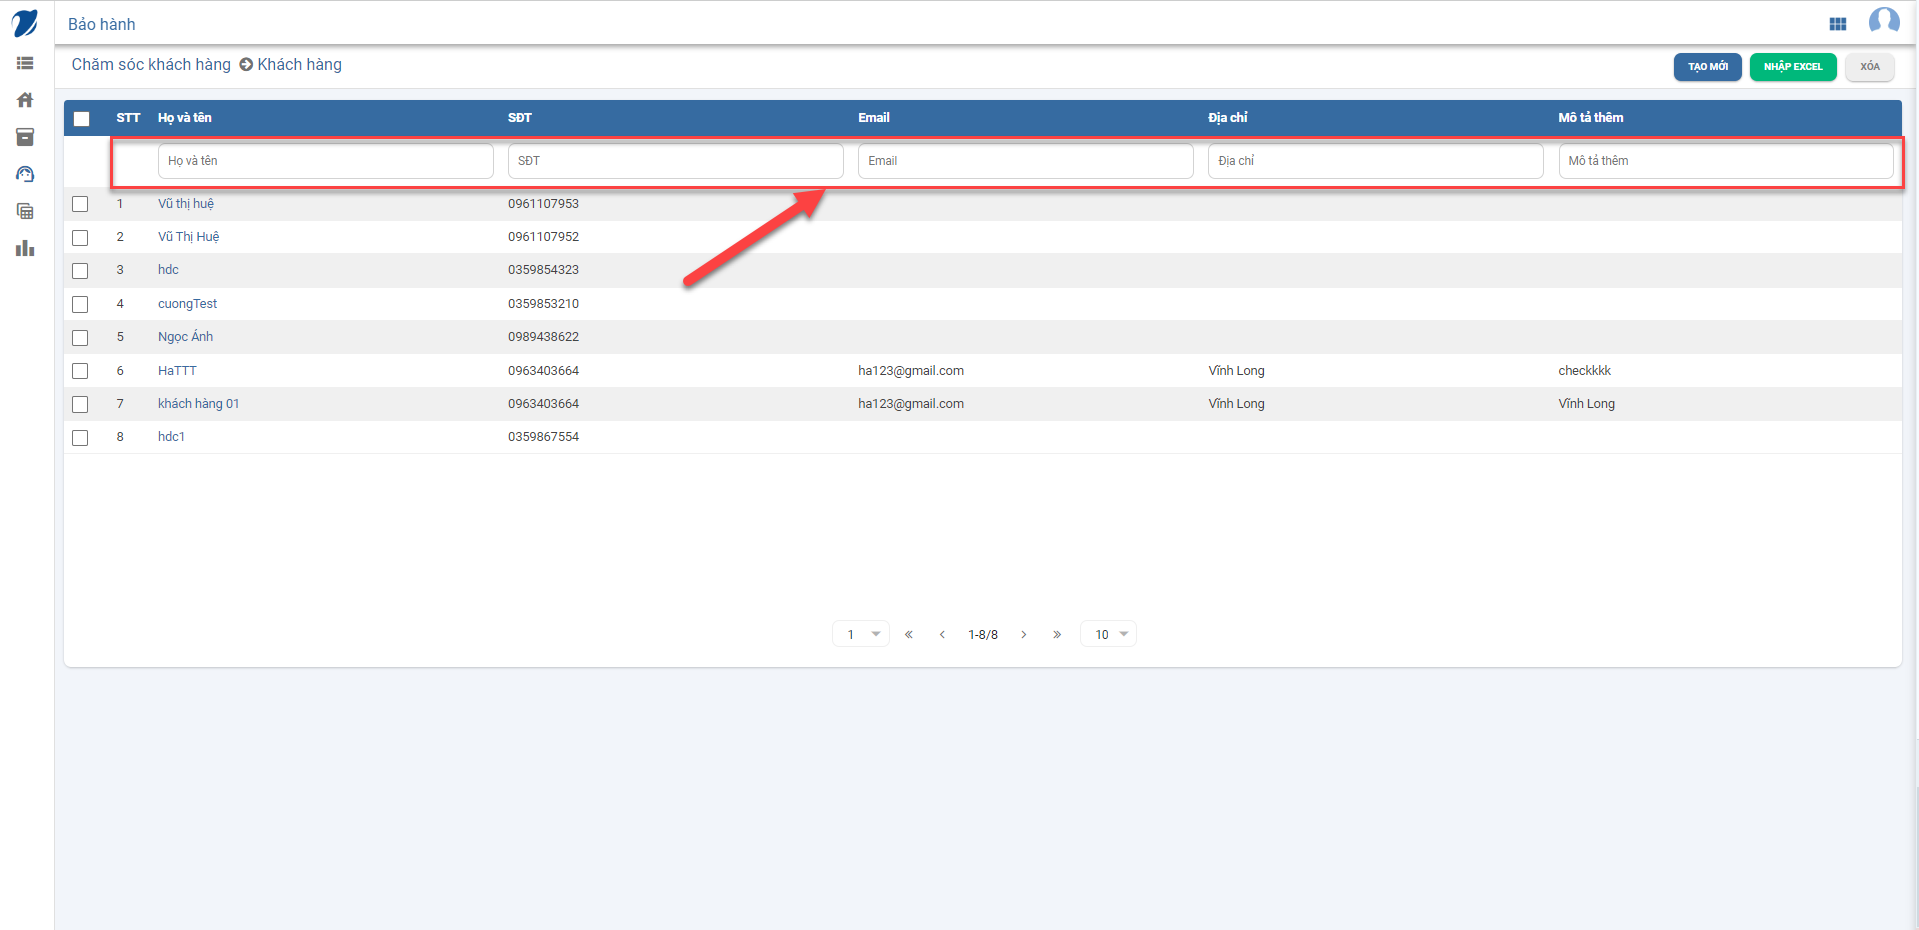 Bảo hành
Chăm sóc khách hàng Khách hàng
TẠO MỚI NHẬP EXCEL XÓA
STT Họ và tên SĐT Email Địa chỉ Mô tả thêm
Họ và tên SĐT Email Địa chỉ Mô tả thêm
1 Vũ thị huệ 0961107953
2 Vũ Thị Huệ 0961107952
3 hdc 0359854323
4 cuongTest 0359853210
5 Ngọc Ánh 0989438622
6 HaTTT 0963403664 ha123@gmail.com Vĩnh Long checkkkk
7 khách hàng 01 0963403664 ha123@gmail.com Vĩnh Long Vĩnh Long
8 hdc1 0359867554
1 « ‹ 1-8/8 › » 10